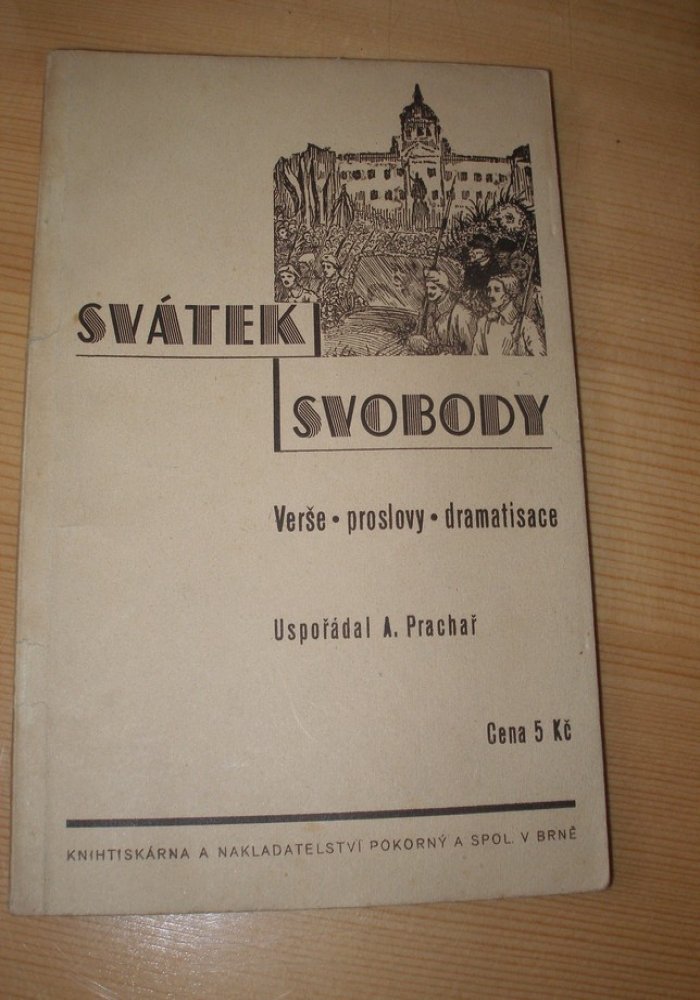 SVÁTEK
SVOBODY
Verše • proslovy • dramatisace
Uspořádal A. Prachař
Cena 5 Kč
KNIHTISKÁRNA A NAKLADATELSTVÍ POKORNÝ A SPOL. V BRNĚ